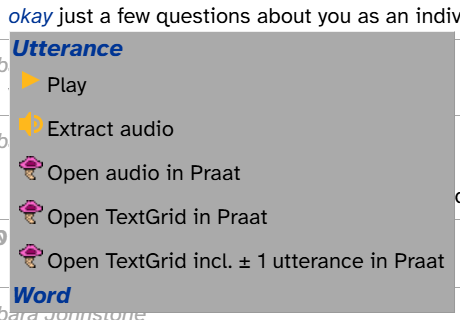 okay just a few questions about you as an indiv
Utterance
Play
Extract audio
Open audio in Praat
Open TextGrid in Praat
Open TextGrid incl. ± 1 utterance in Praat
Word
bara Johnstone